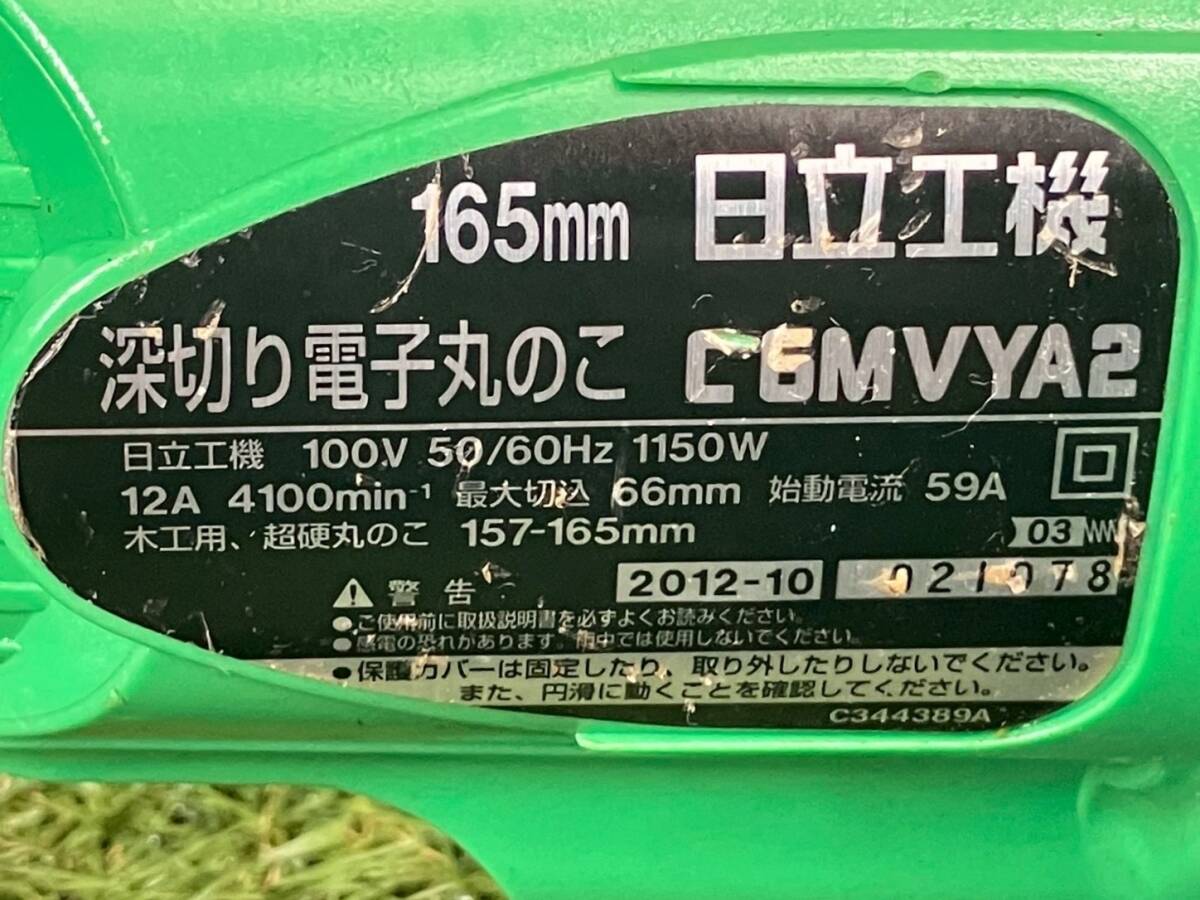 165mm 日立工機
深切り電子丸のこ C6MVYA2
日立工機 100V 50/60Hz 1150W
12A 4100min⁻¹ 最大切込 66mm 始動電流 59A
木工用、超硬丸のこ 157-165mm
03
警告 2012-10 021078
●ご使用前に取扱説明書を必ずよくお読みください。
●感電の恐れがあります。雨中では使用しないでください。
●保護カバーは固定したり、取り外したりしないでください。
また、円滑に動くことを確認してください。
C344389A